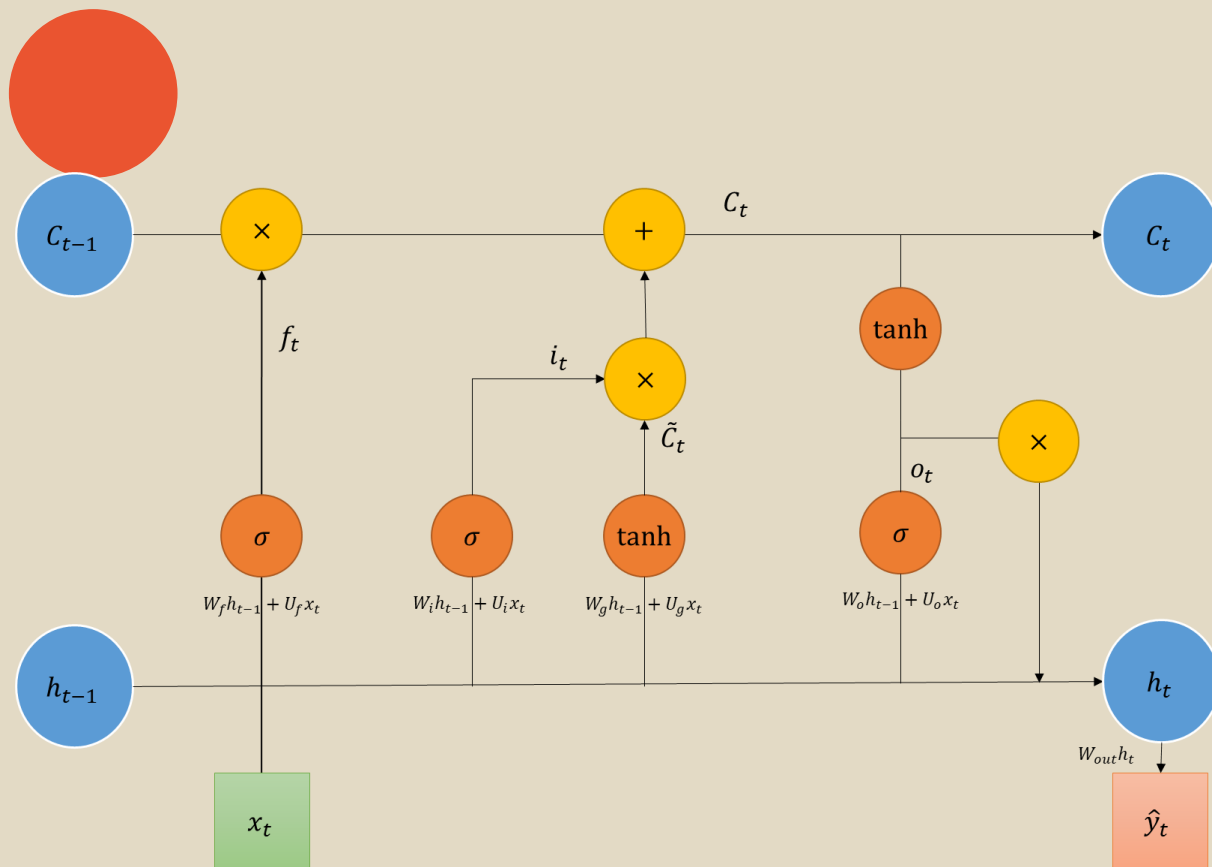 C_t
C_{t-1}
×
+
C_t
tanh
f_t
i_t
×
C̃_t
×
o_t
σ
σ
tanh
σ
W_f h_{t-1} + U_f x_t
W_i h_{t-1} + U_i x_t
W_g h_{t-1} + U_g x_t
W_o h_{t-1} + U_o x_t
h_{t-1}
h_t
W_{out} h_t
x_t
ŷ_t